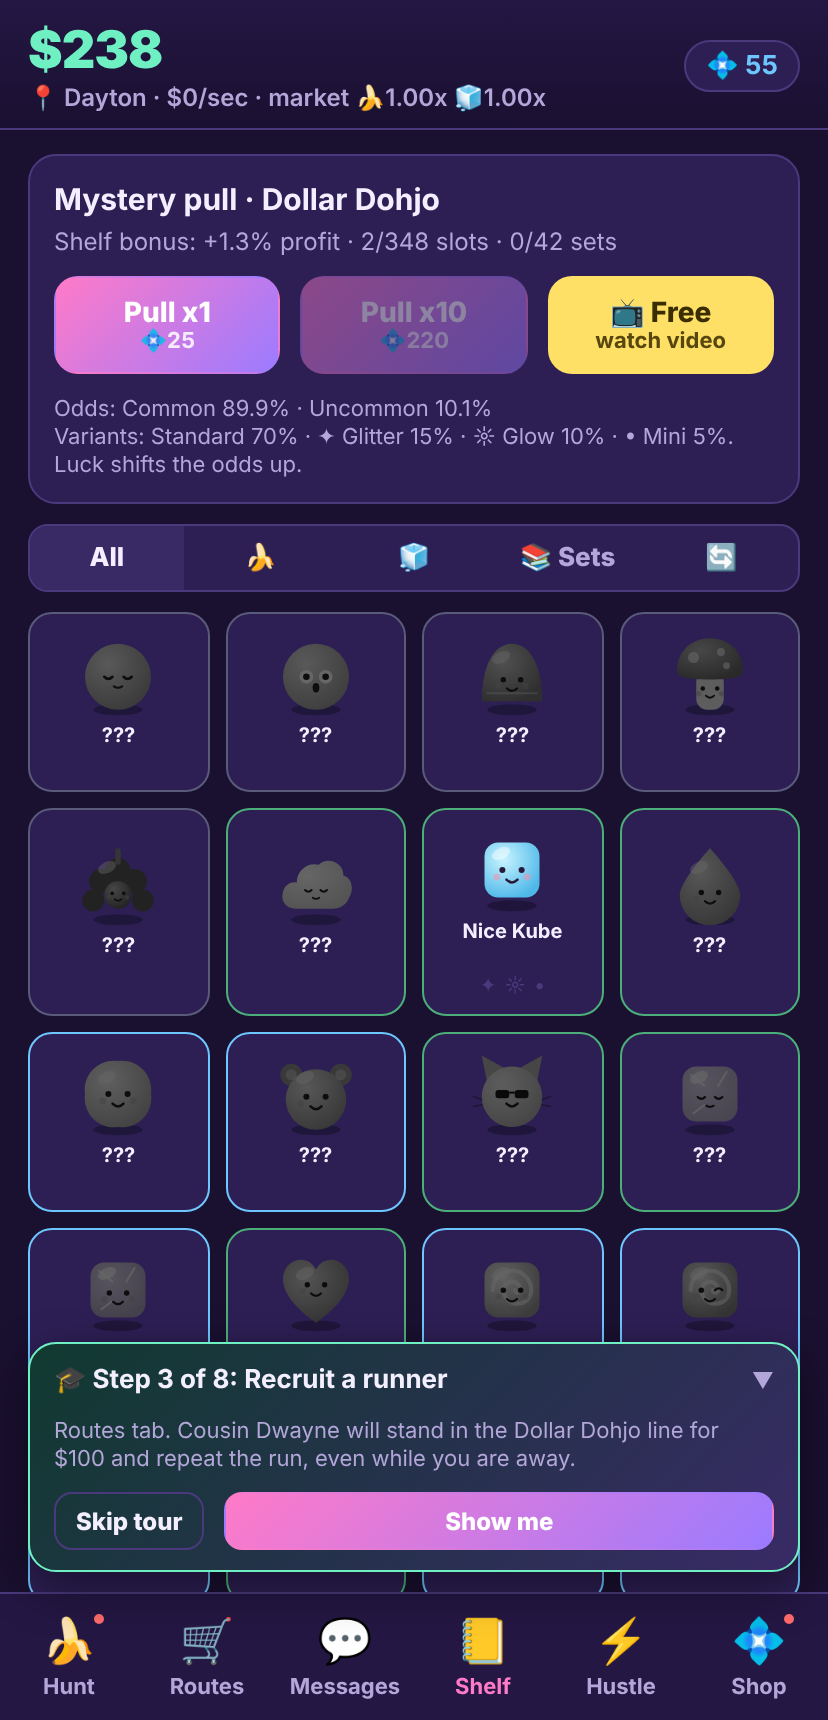 $238
📍 Dayton · $0/sec · market 🍌1.00x 🧊1.00x
💠 55
Mystery pull · Dollar Dohjo
Shelf bonus: +1.3% profit · 2/348 slots · 0/42 sets
Pull x1
💠25
Pull x10
💠220
📺 Free
watch video
Odds: Common 89.9% · Uncommon 10.1%
Variants: Standard 70% · ✦ Glitter 15% · ☼ Glow 10% · • Mini 5%.
Luck shifts the odds up.
All
📚 Sets
???
???
???
???
???
???
Nice Kube
???
???
???
???
???
🎓 Step 3 of 8: Recruit a runner
Routes tab. Cousin Dwayne will stand in the Dollar Dohjo line for
$100 and repeat the run, even while you are away.
Skip tour
Show me
Hunt
Routes
Messages
Shelf
Hustle
Shop